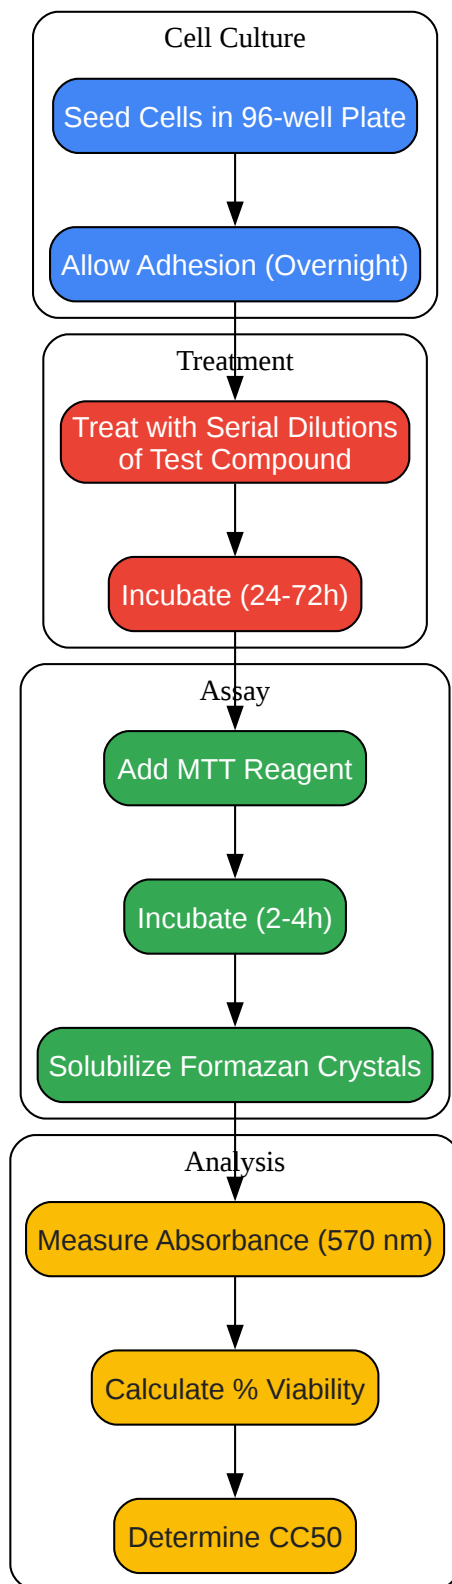 Cell Culture
Seed Cells in 96-well Plate
Allow Adhesion (Overnight)
Treatment
Treat with Serial Dilutions
of Test Compound
Incubate (24-72h)
Assay
Add MTT Reagent
Incubate (2-4h)
Solubilize Formazan Crystals
Analysis
Measure Absorbance (570 nm)
Calculate % Viability
Determine CC50